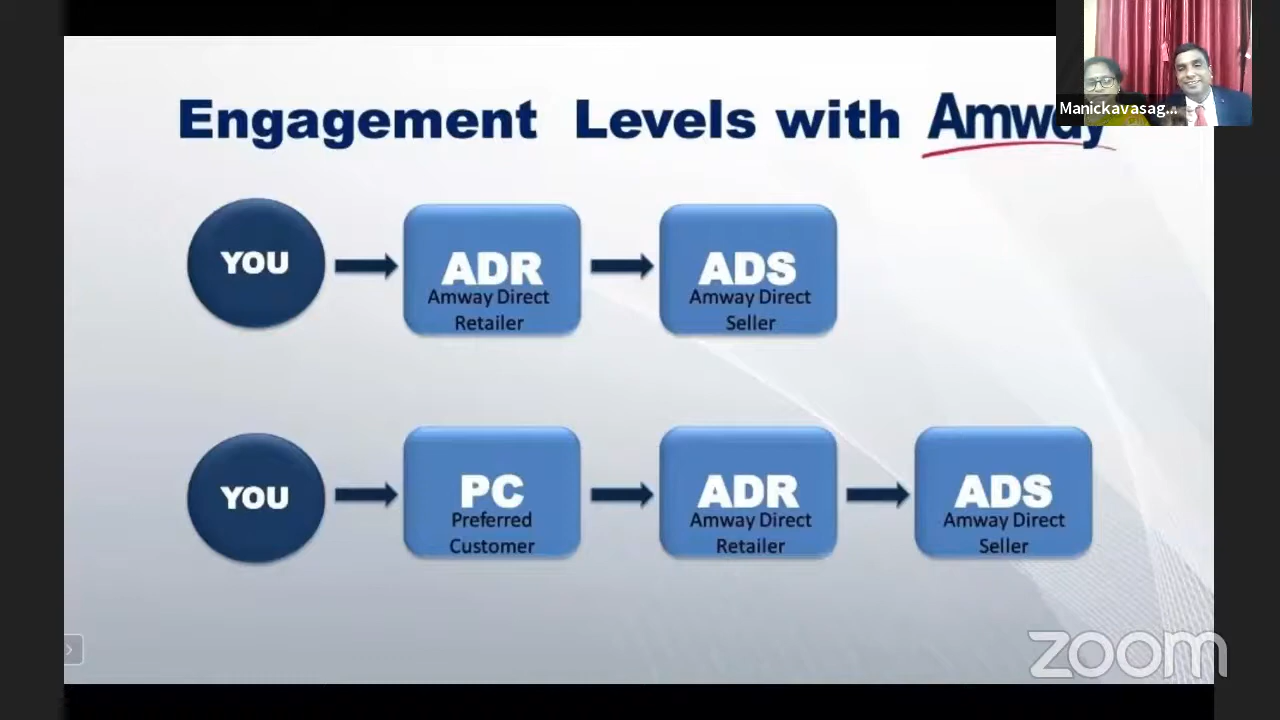 Manickavasag...
Engagement Levels with Amway
YOU
ADR
Amway Direct
Retailer
ADS
Amway Direct
Seller
YOU
PC
Preferred
Customer
ADR
Amway Direct
Retailer
ADS
Amway Direct
Seller
zoom